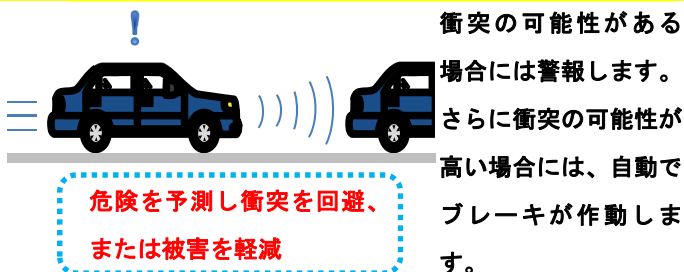 !
衝突の可能性がある
場合には警報します。
さらに衝突の可能性が
高い場合には、自動で
ブレーキが作動しま
す。
危険を予測し衝突を回避、
または被害を軽減